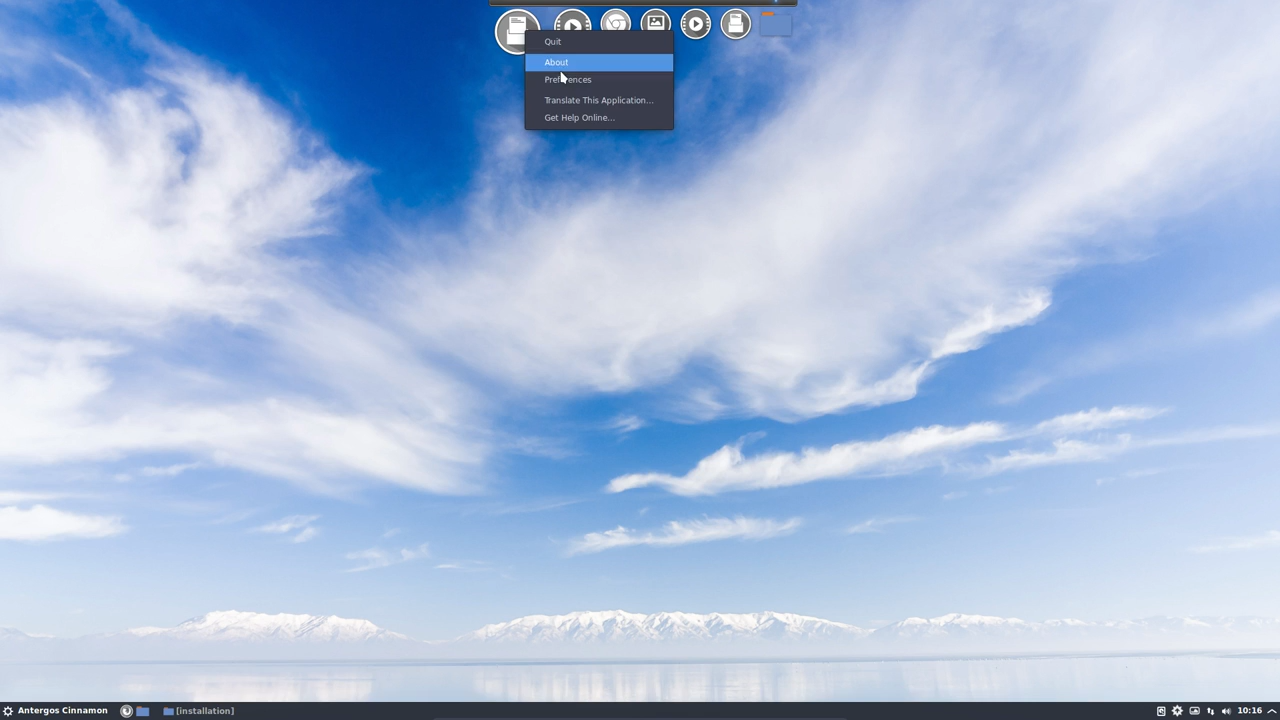 Quit
About
Preferences
Translate This Application...
Get Help Online...
Antergos Cinnamon
[installation]
10:16